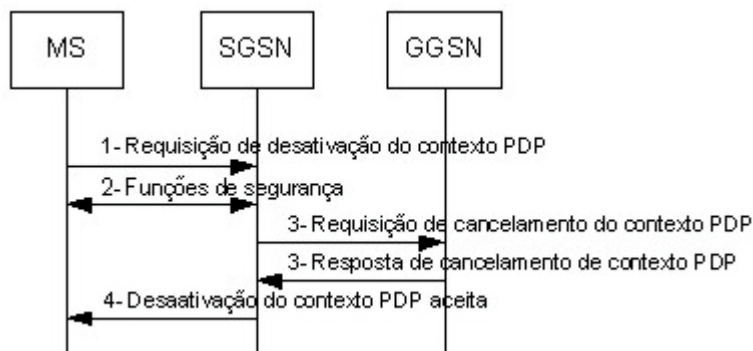 MS
SGSN
GGSN
1- Requisição de desativação do contexto PDP
2- Funções de segurança
3- Requisição de cancelamento do contexto PDP
3- Resposta de cancelamento de contexto PDP
4- Desaativação do contexto PDP aceita